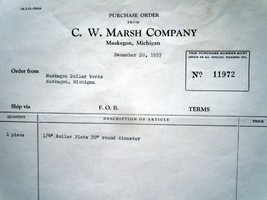 PURCHASE ORDER
FROM
C. W. MARSH COMPANY
Muskegon, Michigan
December 20, 1957
THIS PURCHASE NUMBER MUST
Nº 11972
Order from
Muskegon Boiler Works
Muskegon, Michigan
Ship via F. O. B. TERMS
QUANTITY DESCRIPTION OF ARTICLE PRICE
1 piece 1/4" Boiler Plate 30" round diameter